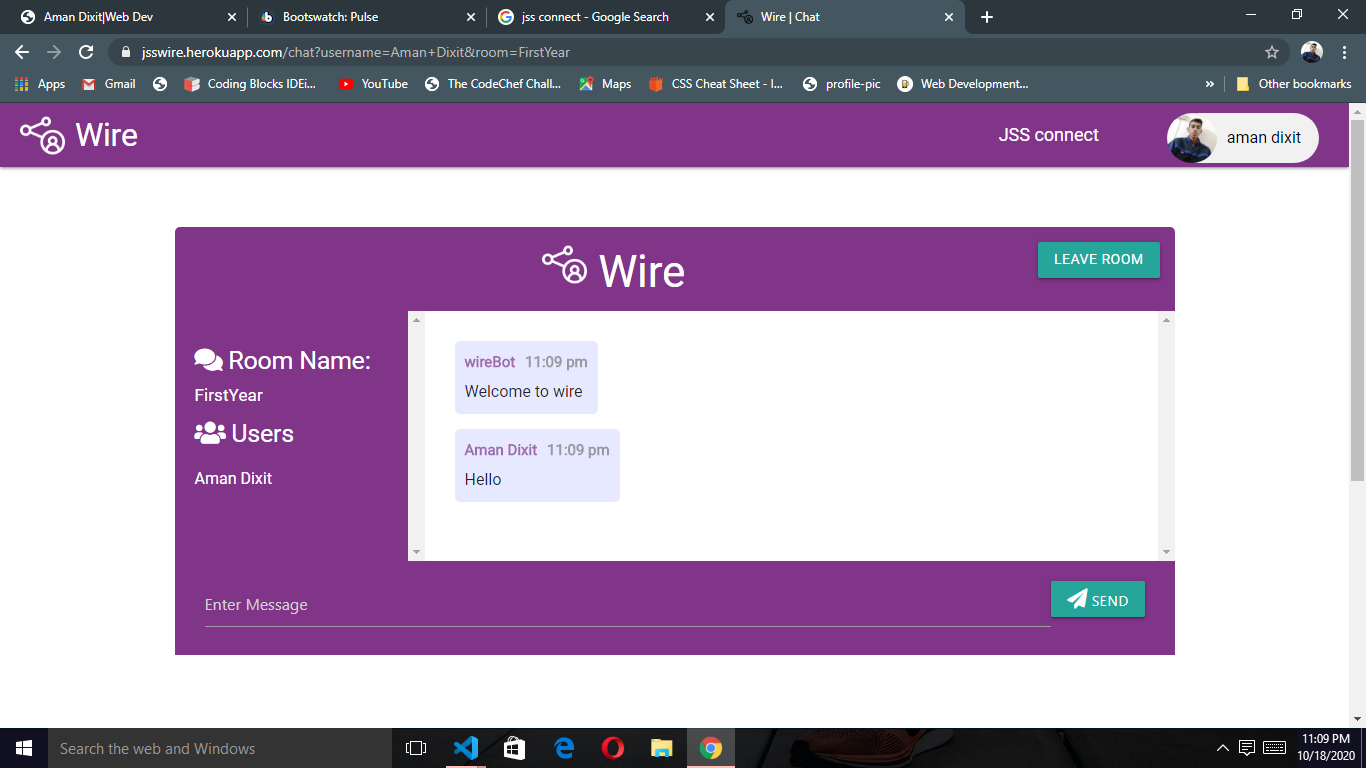 Aman Dixit|Web Dev
Bootswatch: Pulse
jss connect - Google Search
Wire | Chat
jsswire.herokuapp.com/chat?username=Aman+Dixit&room=FirstYear
Apps
Gmail
Coding Blocks IDEi...
YouTube
The CodeChef Chall...
Maps
CSS Cheat Sheet - I...
profile-pic
Web Development...
»
Other bookmarks
Wire
JSS connect
aman dixit
Wire
LEAVE ROOM
Room Name:
FirstYear
Users
Aman Dixit
wireBot 11:09 pm
Welcome to wire
Aman Dixit 11:09 pm
Hello
Enter Message
SEND
Search the web and Windows
11:09 PM
10/18/2020